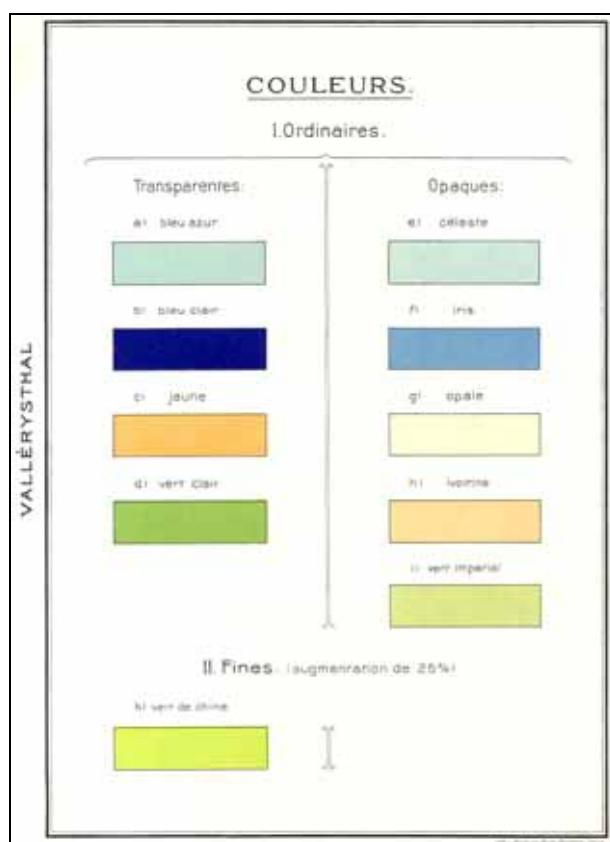 VALLÉRYSTHAL
COULEURS.
I. Ordinaires.
Transparentes:
a) bleu azur
b) bleu clair
c) jaune
d) vert clair
Opaques:
e) céleste
f) iris
g) opale
h) ivoirine
i) vert impérial
II. Fines. (augmentation de 25%)
k) vert de chine